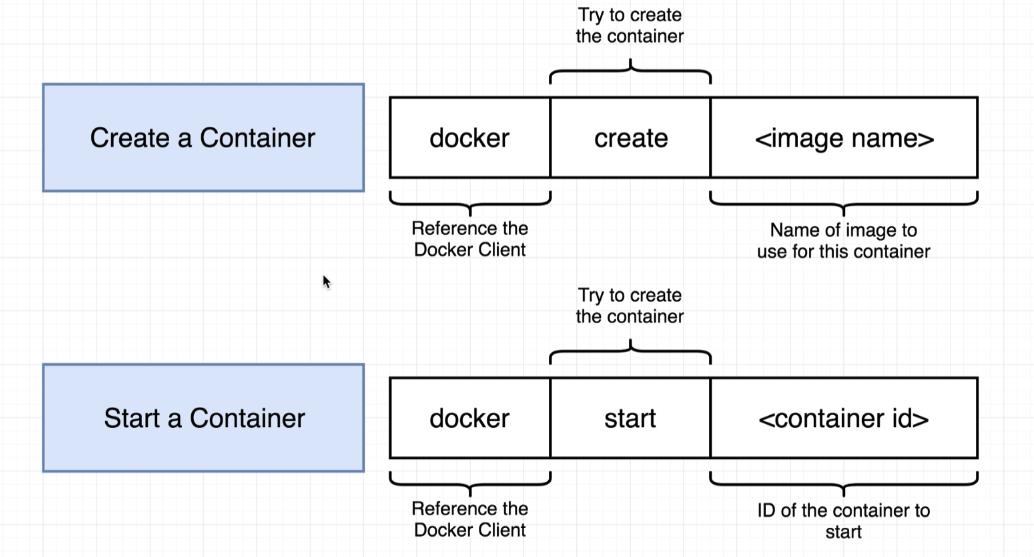 Try to create
the container
Create a Container
docker
create
<image name>
Reference the
Docker Client
Name of image to
use for this container
Try to create
the container
Start a Container
docker
start
<container id>
Reference the
Docker Client
ID of the container to
start